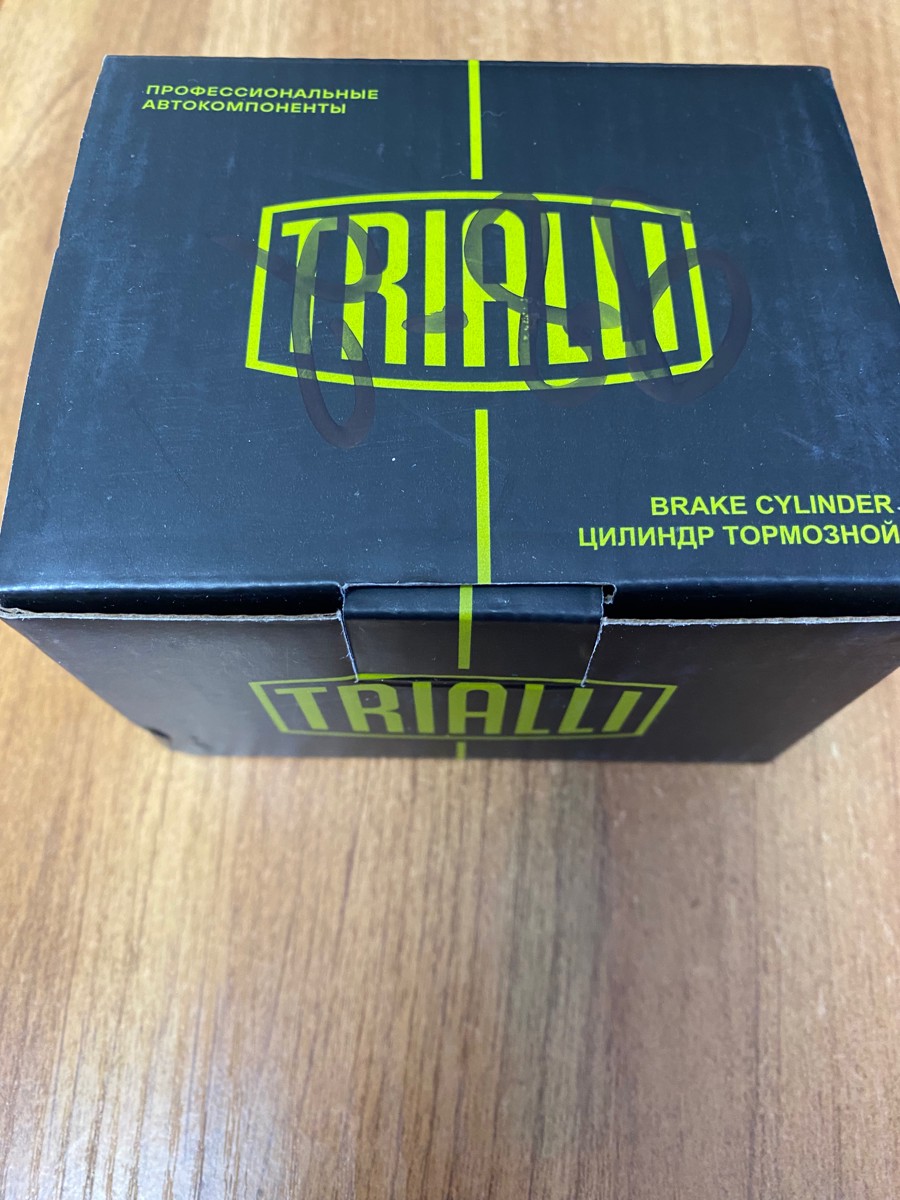 ПРОФЕССИОНАЛЬНЫЕ
АВТОКОМПОНЕНТЫ
TRIALLI
BRAKE CYLINDER
ЦИЛИНДР ТОРМОЗНОЙ
TRIALLI